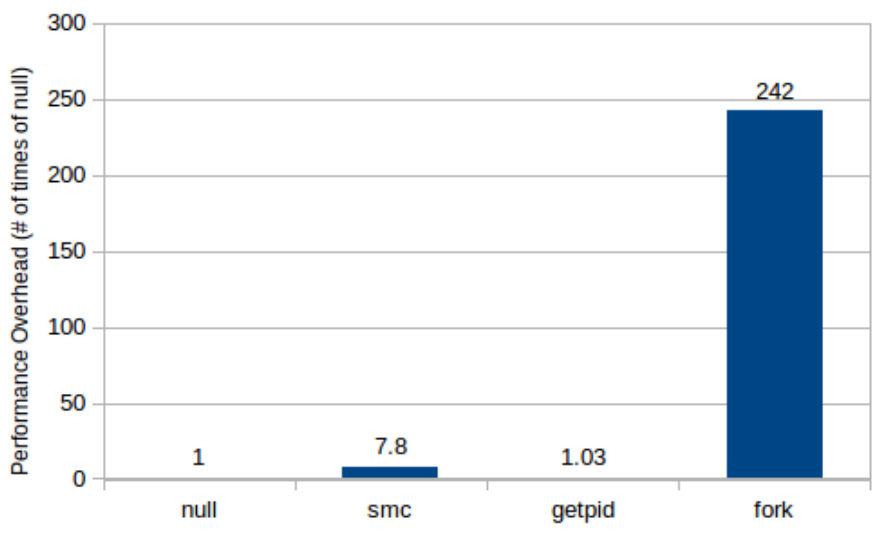 Performance Overhead (# of times of null)
300
250
200
150
100
50
0
1
7.8
1.03
242
null
smc
getpid
fork